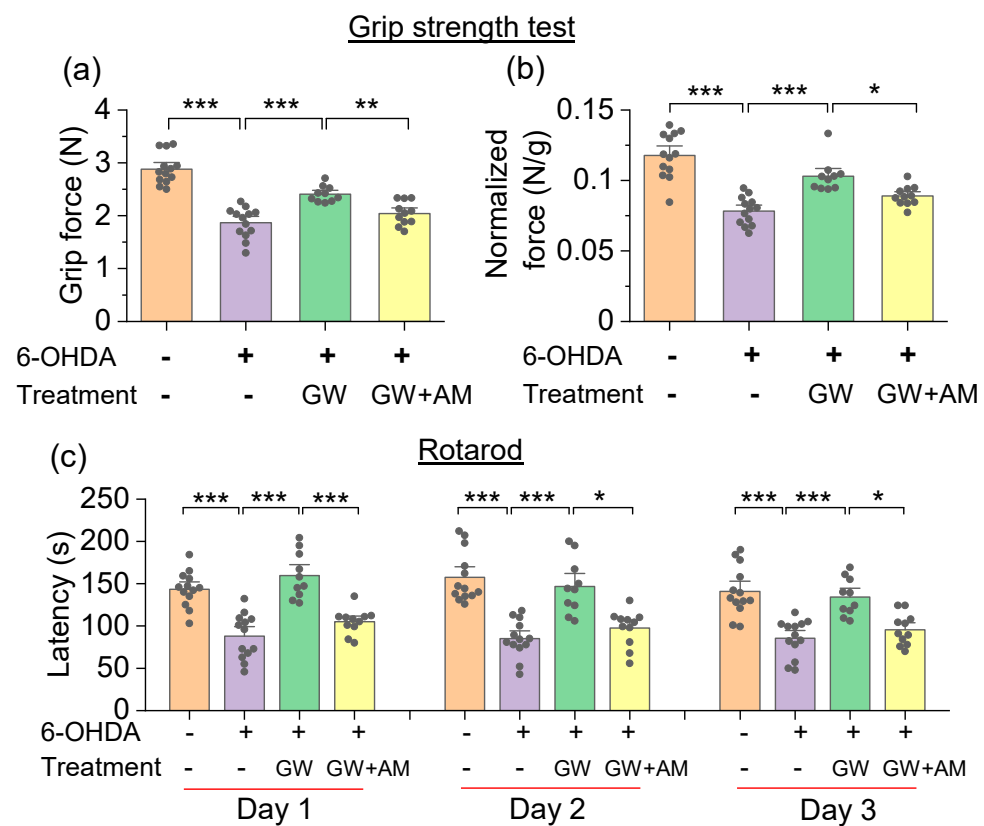 Grip strength test
(a)
*** *** **
Grip force (N)
4
3
2
1
0
6-OHDA - + + +
Treatment - - GW GW+AM
(b)
*** *** *
Normalized
force (N/g)
0.15
0.1
0.05
0
6-OHDA - + + +
Treatment - - GW GW+AM
(c)
Rotarod
*** *** *** *** *** * *** *** *
Latency (s)
250
200
150
100
50
0
6-OHDA - + + + - + + + - + + +
Treatment - - GW GW+AM - - GW GW+AM - - GW GW+AM
Day 1 Day 2 Day 3